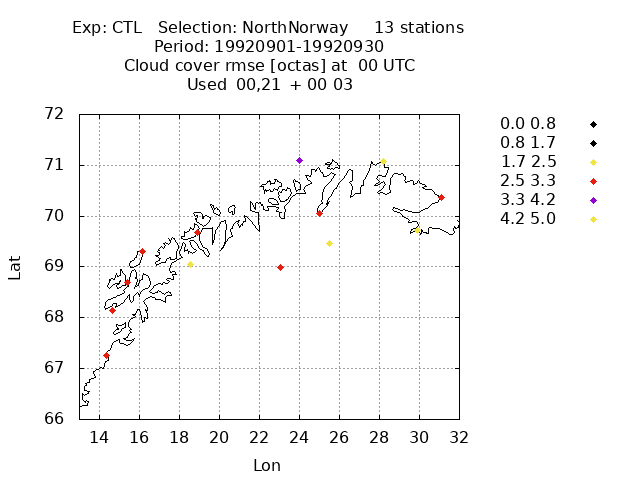 Exp: CTL   Selection: NorthNorway     13 stations
Period: 19920901-19920930
Cloud cover rmse [octas] at  00 UTC
Used  00,21  + 00 03
72
71
70
69
68
67
66
Lat
14 16 18 20 22 24 26 28 30 32
Lon
0.0 0.8
0.8 1.7
1.7 2.5
2.5 3.3
3.3 4.2
4.2 5.0